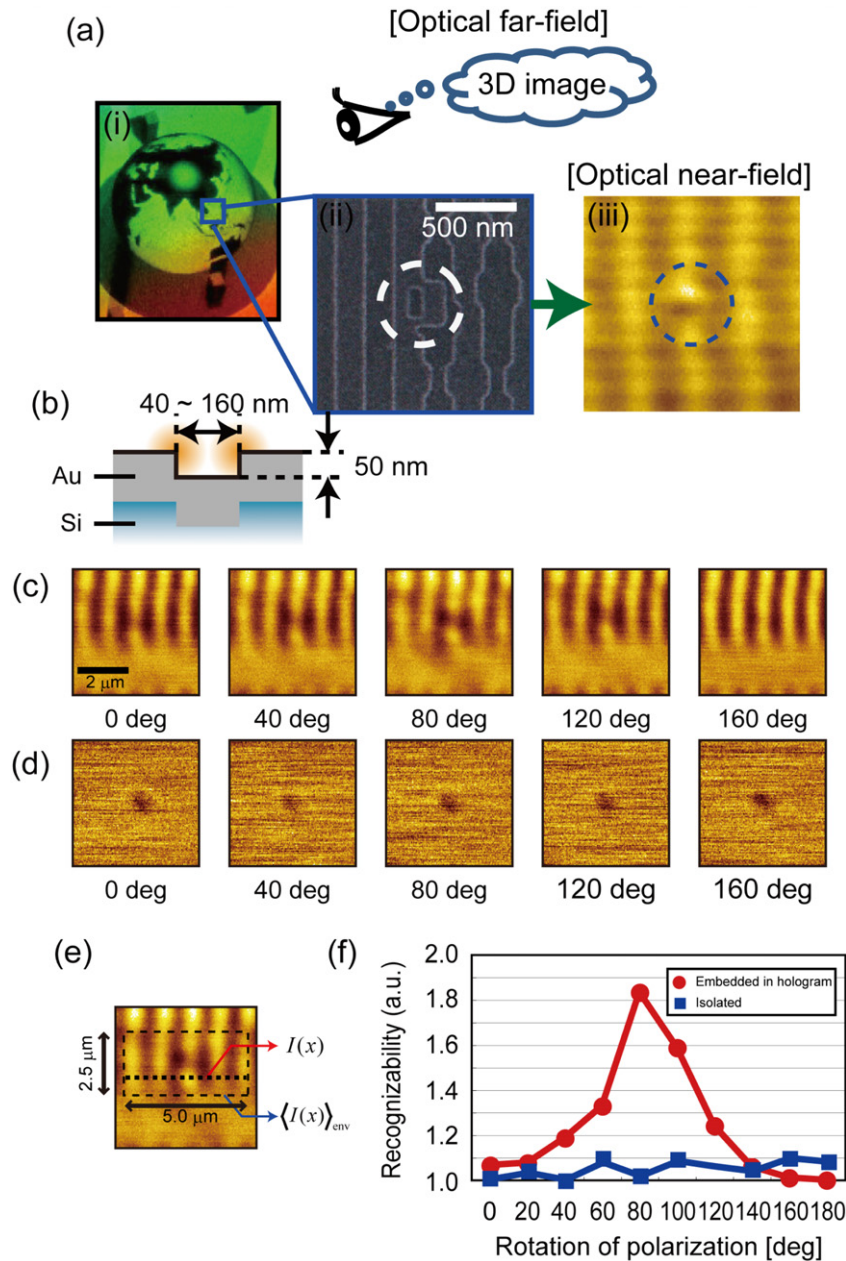 (a)
[Optical far-field]
3D image
(i)
(ii)
500 nm
[Optical near-field]
(iii)
(b)
40 ~ 160 nm
50 nm
Au
Si
(c)
2 μm
0 deg 40 deg 80 deg 120 deg 160 deg
(d)
0 deg 40 deg 80 deg 120 deg 160 deg
(e)
2.5 μm
5.0 μm
I(x)
⟨I(x)⟩env
(f)
Recognizability (a.u.)
2.0
1.8
1.6
1.4
1.2
1.0
Embedded in hologram
Isolated
0 20 40 60 80 100 120 140 160 180
Rotation of polarization [deg]